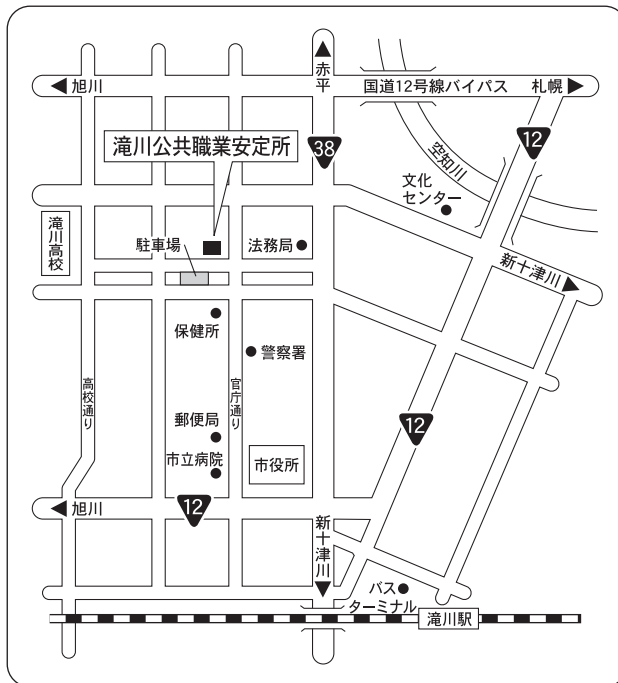 赤平
旭川
国道12号線バイパス
札幌
12
38
滝川公共職業安定所
空知川
文化
センター
滝川高校
駐車場
法務局
新十津川
保健所
警察署
高校通り
官庁通り
郵便局
12
市立病院
市役所
旭川
12
新十津川
バス
ターミナル
滝川駅